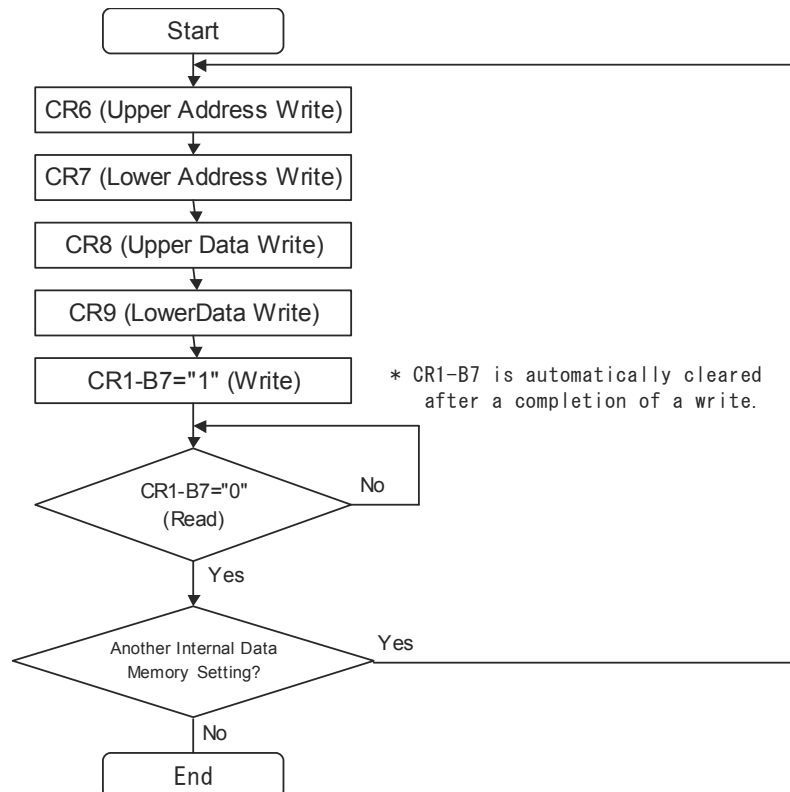 Start
CR6 (Upper Address Write)
CR7 (Lower Address Write)
CR8 (Upper Data Write)
CR9 (LowerData Write)
CR1-B7="1" (Write)
* CR1-B7 is automatically cleared
after a completion of a write.
CR1-B7="0"
(Read)
No
Yes
Another Internal Data
Memory Setting?
Yes
No
End